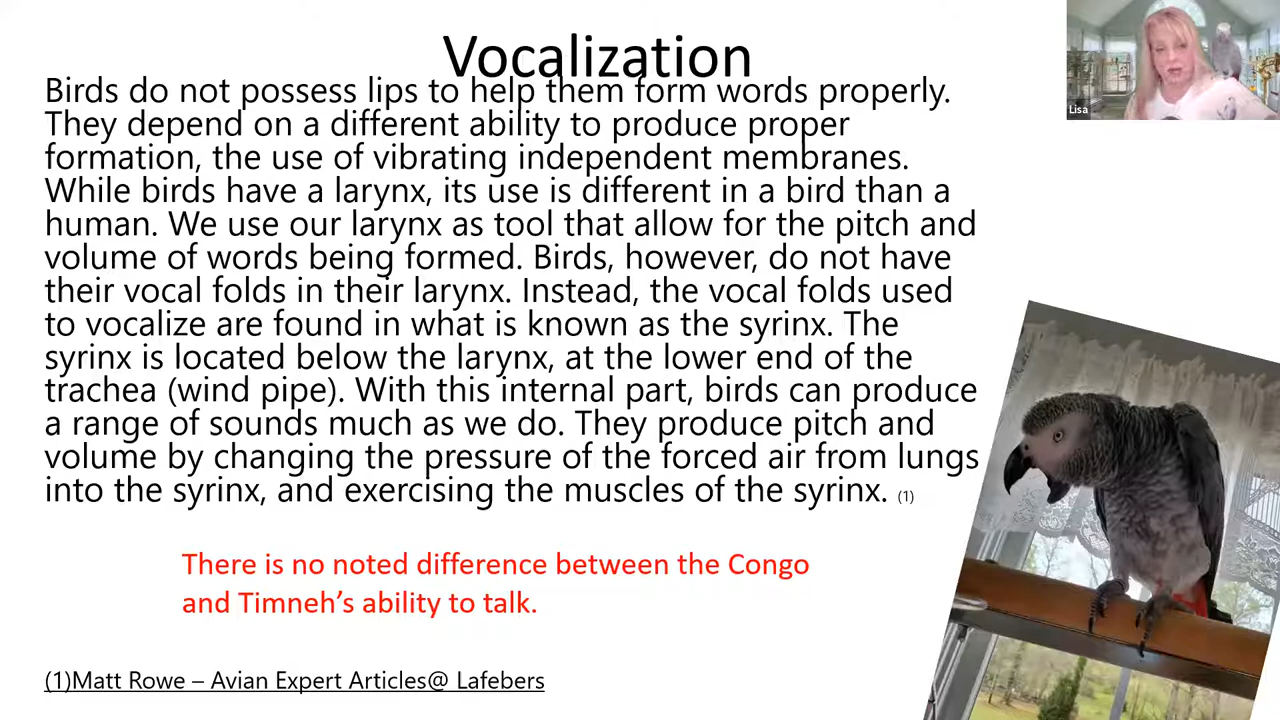 Vocalization
Lisa
Birds do not possess lips to help them form words properly.
They depend on a different ability to produce proper
formation, the use of vibrating independent membranes.
While birds have a larynx, its use is different in a bird than a
human. We use our larynx as tool that allow for the pitch and
volume of words being formed. Birds, however, do not have
their vocal folds in their larynx. Instead, the vocal folds used
to vocalize are found in what is known as the syrinx. The
syrinx is located below the larynx, at the lower end of the
trachea (wind pipe). With this internal part, birds can produce
a range of sounds much as we do. They produce pitch and
volume by changing the pressure of the forced air from lungs
into the syrinx, and exercising the muscles of the syrinx. (1)
There is no noted difference between the Congo
and Timneh’s ability to talk.
(1)Matt Rowe – Avian Expert Articles@ Lafebers